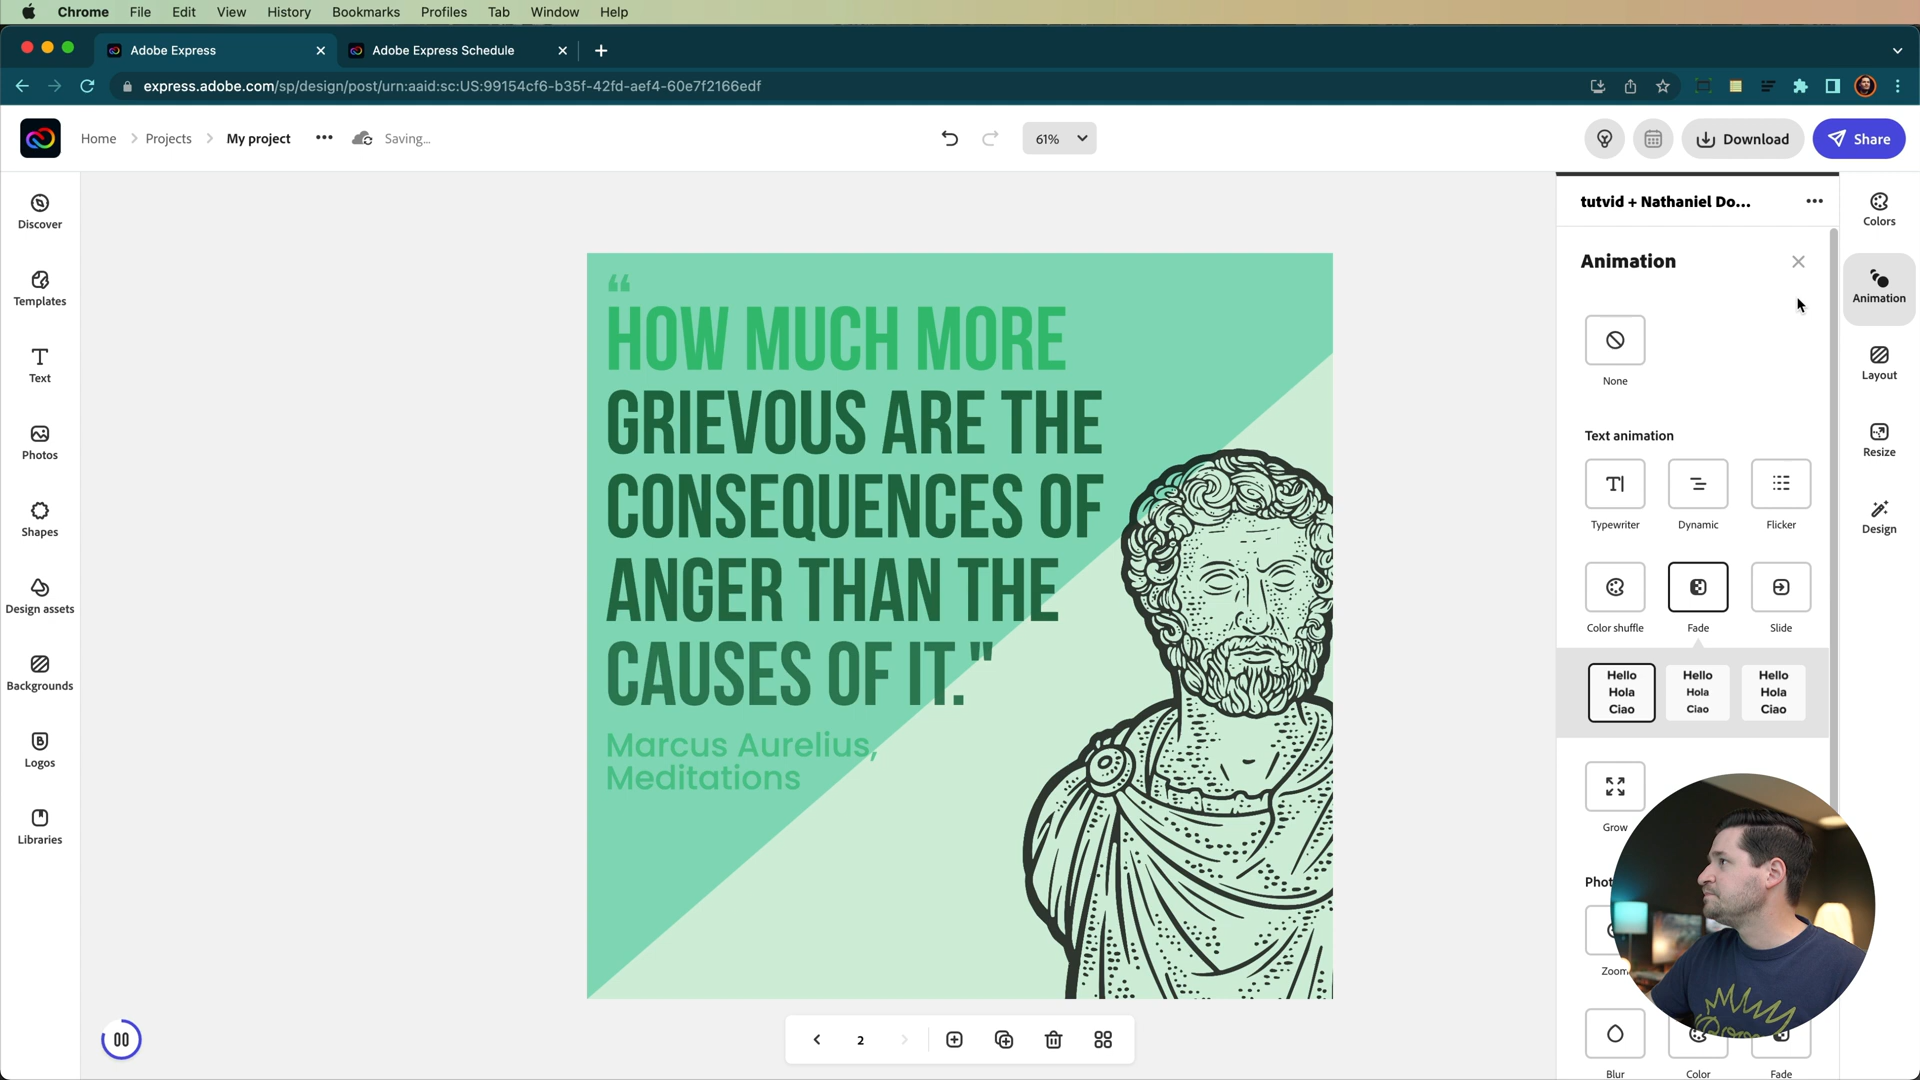 Chrome File Edit View History Bookmarks Profiles Tab Window Help
Adobe Express
Adobe Express Schedule
express.adobe.com/sp/design/post/urn:aaid:sc:US:99154cf6-b35f-42fd-aef4-60e7f2166edf
Home
Projects
My project
Saving...
61%
Download
Share
Discover
Templates
Text
Photos
Shapes
Design assets
Backgrounds
Logos
Libraries
“
HOW MUCH MORE
GRIEVOUS ARE THE
CONSEQUENCES OF
ANGER THAN THE
CAUSES OF IT."
Marcus Aurelius,
Meditations
2
tutvid + Nathaniel Do...
Animation
None
Text animation
Typewriter
Dynamic
Flicker
Color shuffle
Fade
Slide
Hello
Hola
Ciao
Hello
Hola
Ciao
Hello
Hola
Ciao
Grow
Zoom
Blur
Color
Fade
Colors
Animation
Layout
Resize
Design